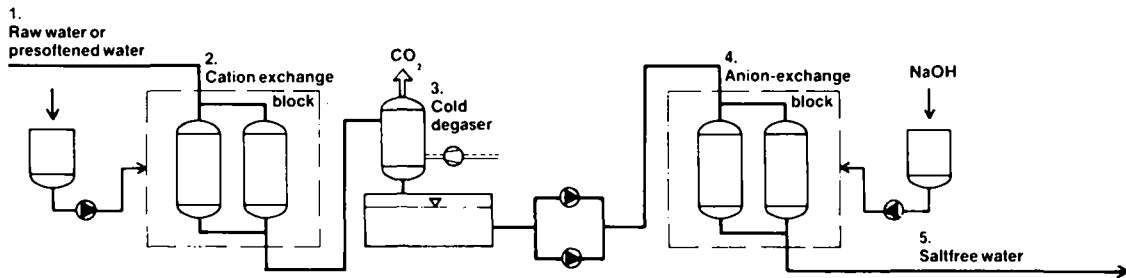 1.
Raw water or
presoftened water
2.
Cation exchange
block
CO2
3.
Cold
degaser
4.
Anion-exchange
block
NaOH
5.
Saltfree water